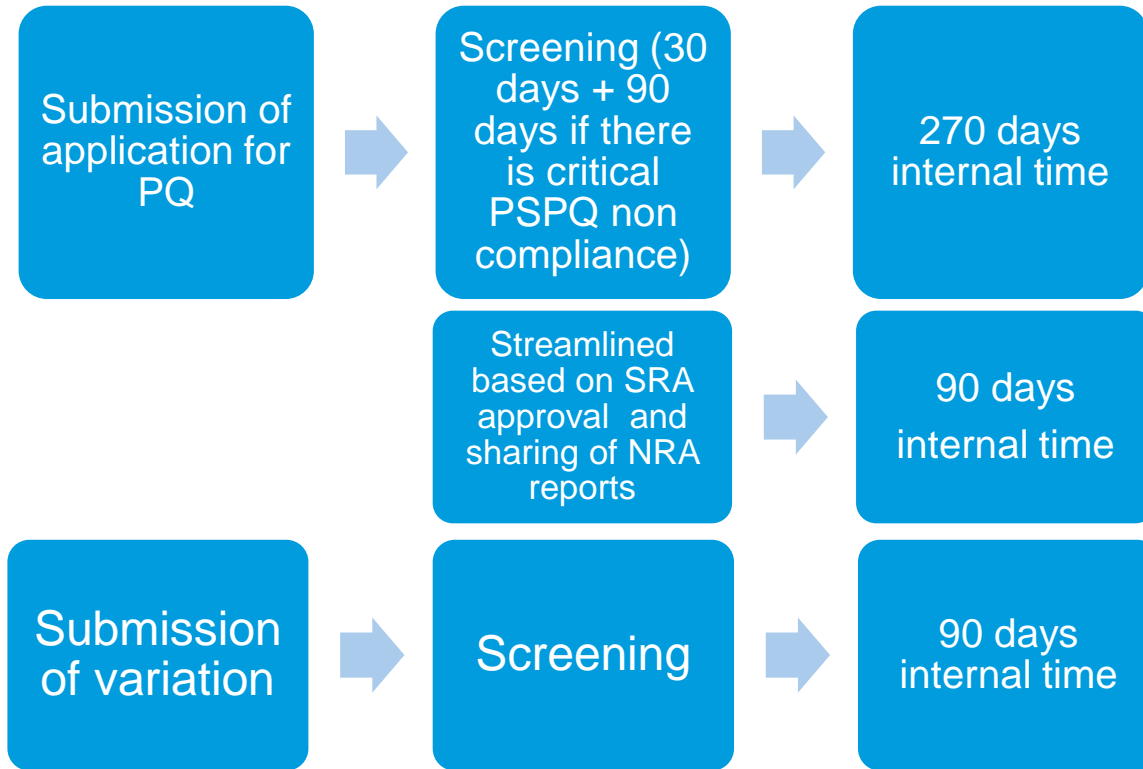 Submission of
application for
PQ
Screening (30
days + 90
days if there
is critical
PSPQ non
compliance)
270 days
internal time
Streamlined
based on SRA
approval and
sharing of NRA
reports
90 days
internal time
Submission
of variation
Screening
90 days
internal time